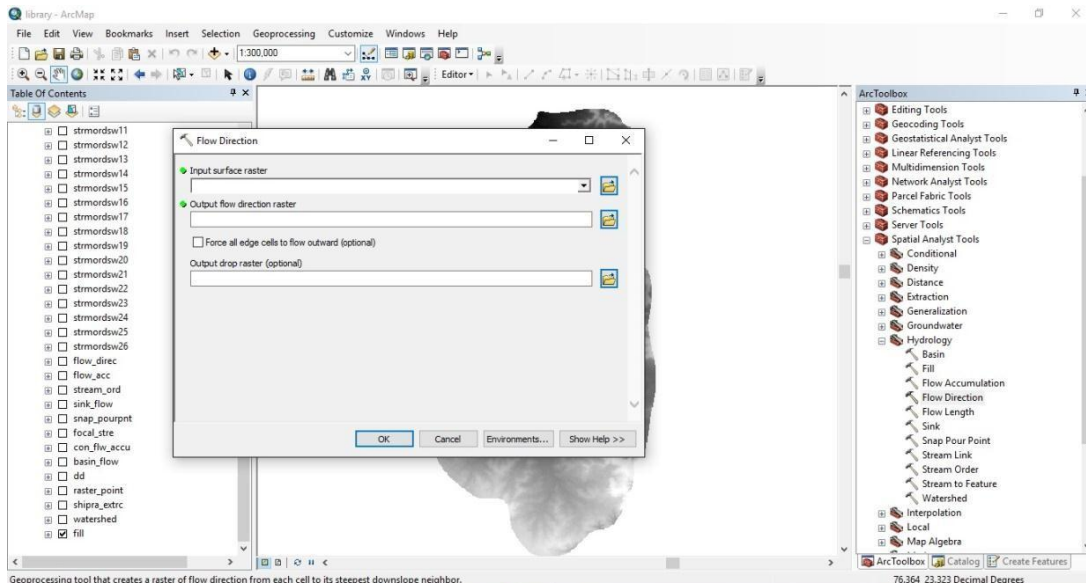 library - ArcMap
File Edit View Bookmarks Insert Selection Geoprocessing Customize Windows Help
1:300,000
Editor
Table Of Contents
strmordsw11
strmordsw12
strmordsw13
strmordsw14
strmordsw15
strmordsw16
strmordsw17
strmordsw18
strmordsw19
strmordsw20
strmordsw21
strmordsw22
strmordsw23
strmordsw24
strmordsw25
strmordsw26
flow_direc
flow_acc
stream_ord
sink_flow
snap_pourpnt
focal_stre
con_flw_accu
basin_flow
dd
raster_point
shipra_extrc
watershed
fill
Flow Direction
Input surface raster
Output flow direction raster
Force all edge cells to flow outward (optional)
Output drop raster (optional)
OK Cancel Environments... Show Help >>
ArcToolbox
Editing Tools
Geocoding Tools
Geostatistical Analyst Tools
Linear Referencing Tools
Multidimension Tools
Network Analyst Tools
Parcel Fabric Tools
Schematics Tools
Server Tools
Spatial Analyst Tools
Conditional
Density
Distance
Extraction
Generalization
Groundwater
Hydrology
Basin
Fill
Flow Accumulation
Flow Direction
Flow Length
Sink
Snap Pour Point
Stream Link
Stream Order
Stream to Feature
Watershed
Interpolation
Local
Map Algebra
ArcToolbox Catalog Create Features
Geoprocessing tool that creates a raster of flow direction from each cell to its steepest downslope neighbor.
76.364 23.323 Decimal Degrees